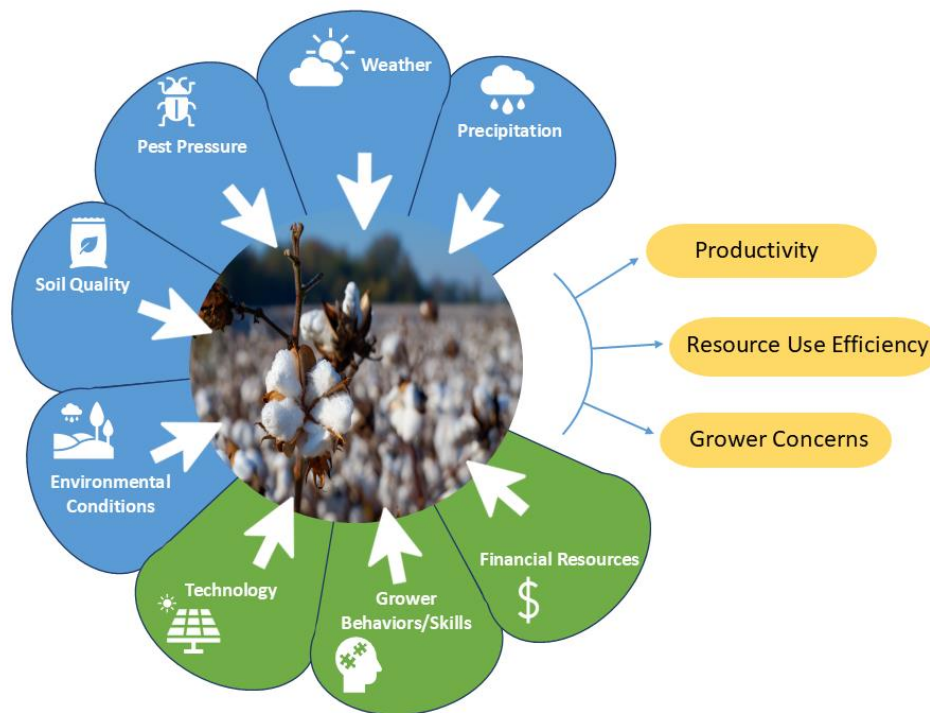 Weather
Precipitation
Pest Pressure
Soil Quality
Environmental
Conditions
Technology
Grower
Behaviors/Skills
Financial Resources
$
Productivity
Resource Use Efficiency
Grower Concerns